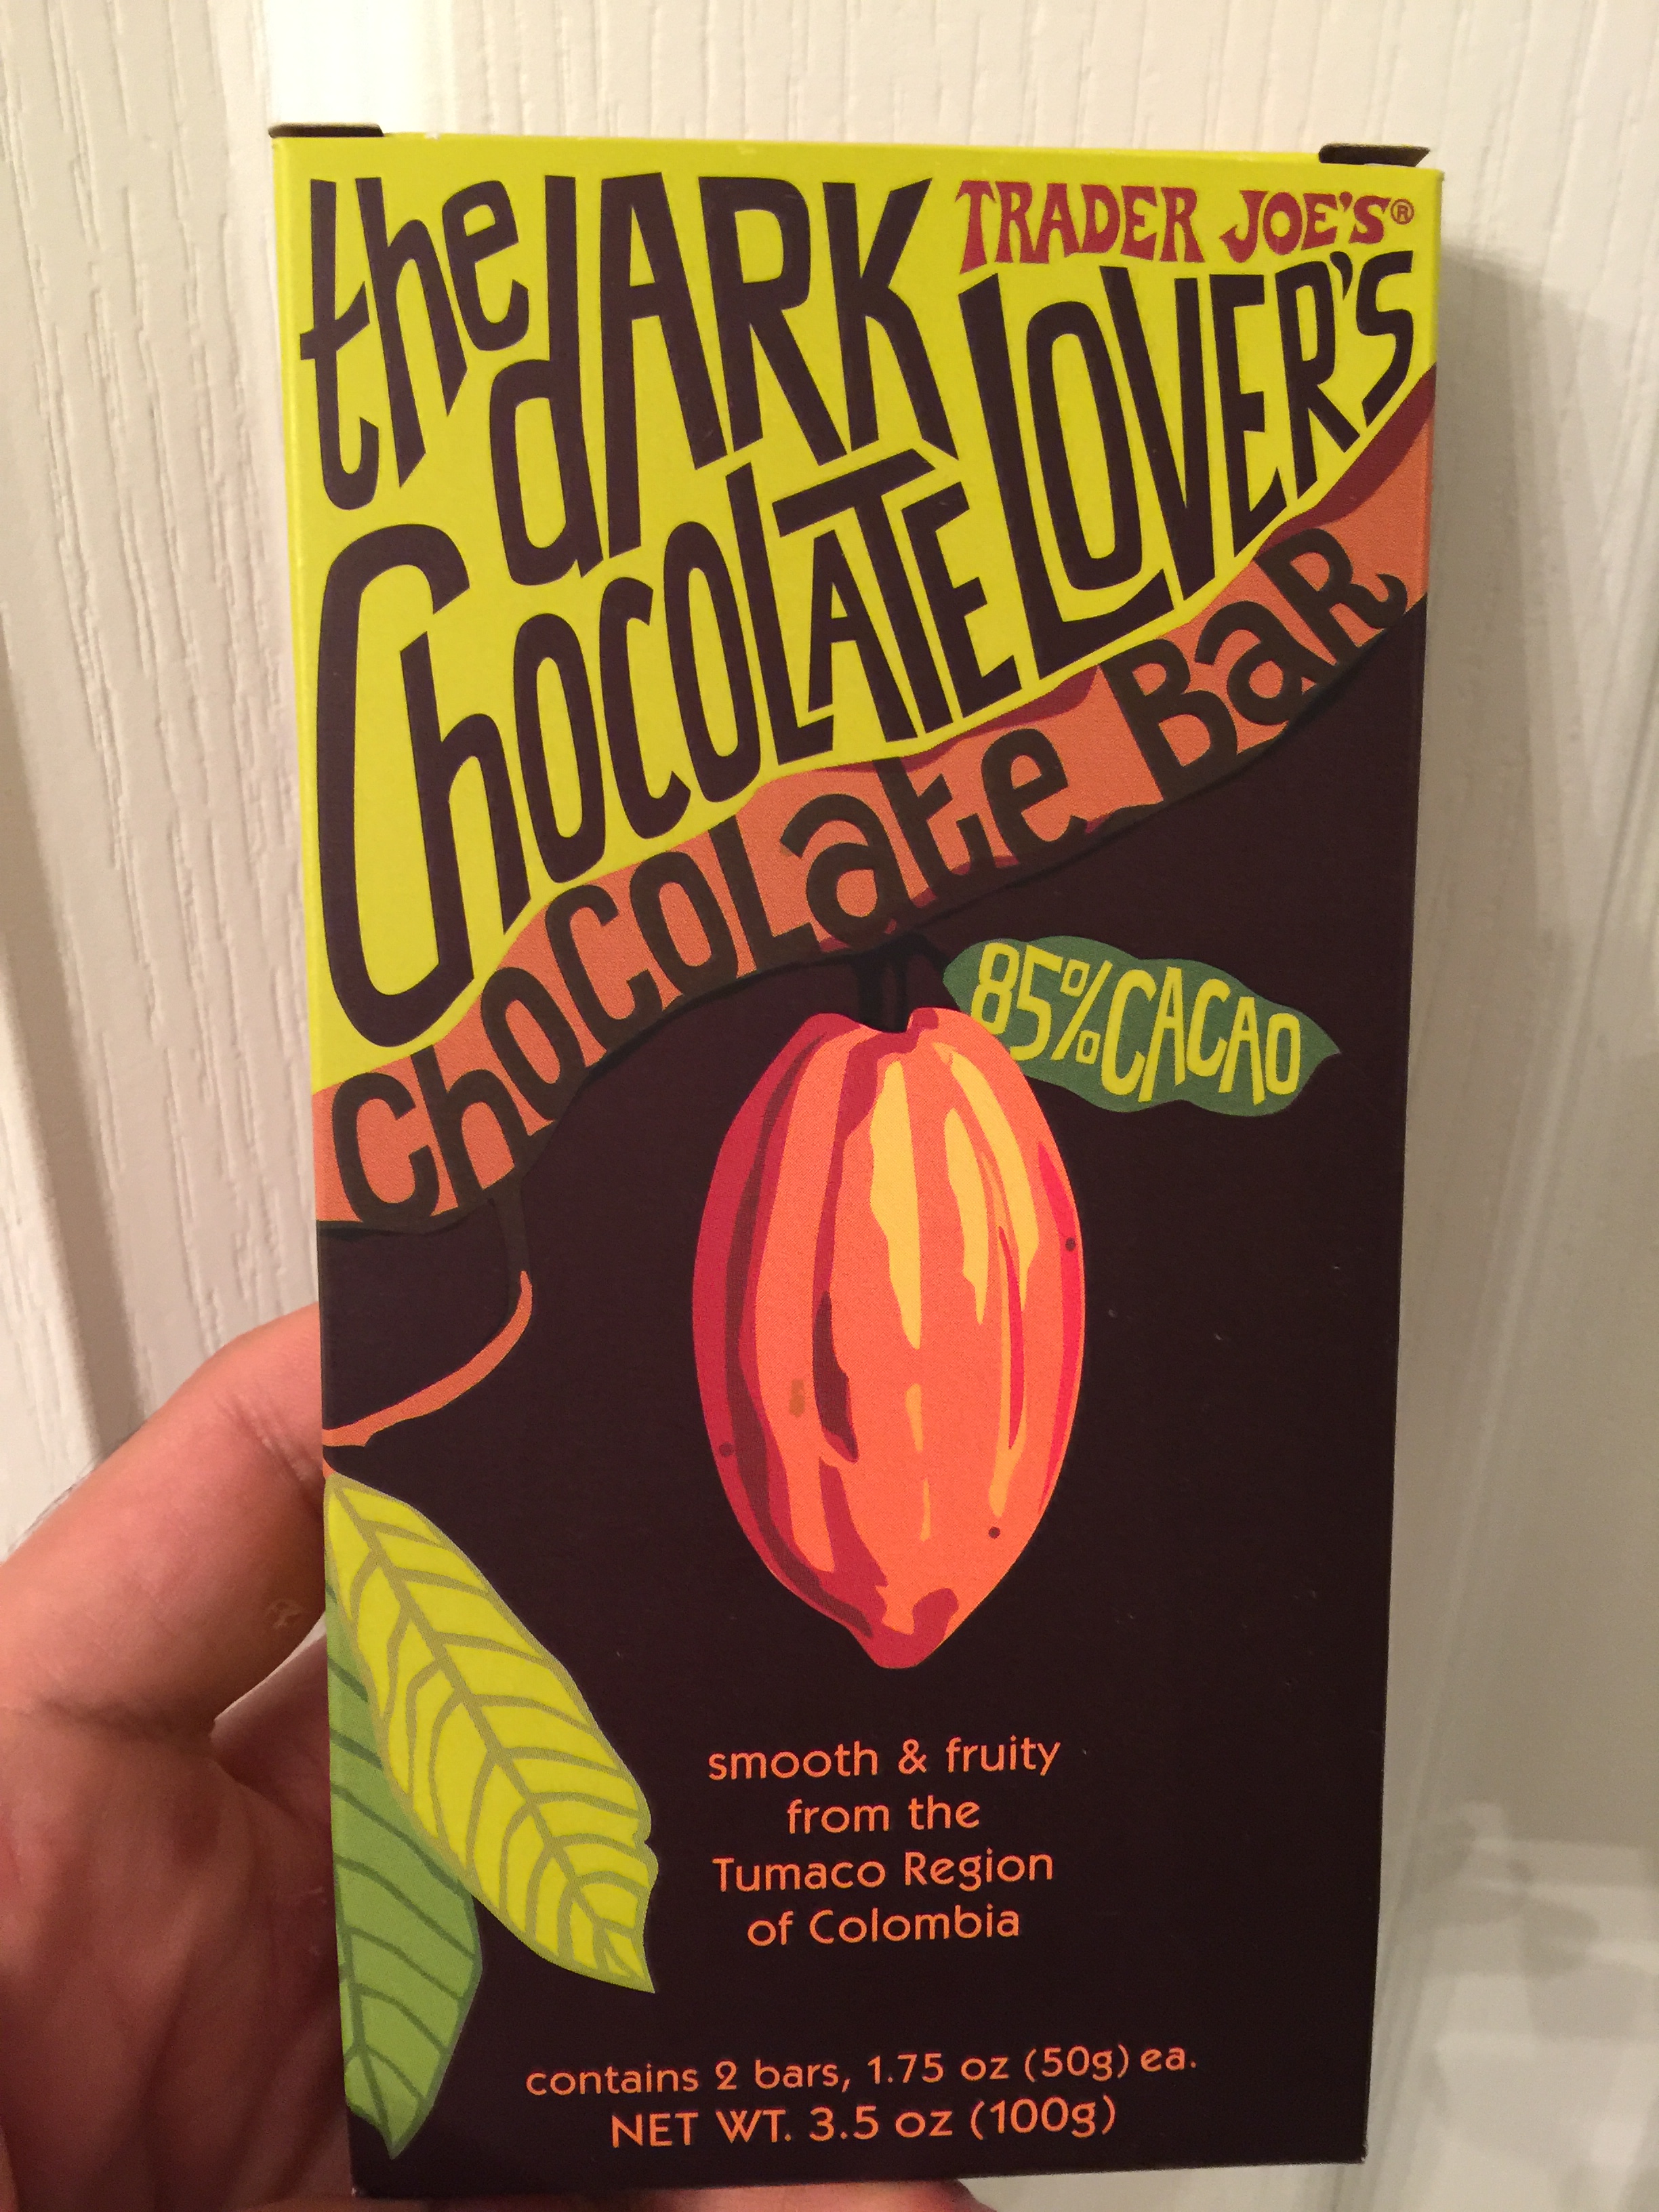 TRADER JOE'S®
the dARK
Chocolate LOVER'S
Chocolate Bar
85% CACAO
smooth & fruity
from the
Tumaco Region
of Colombia
contains 2 bars, 1.75 oz (50g) ea.
NET WT. 3.5 oz (100g)